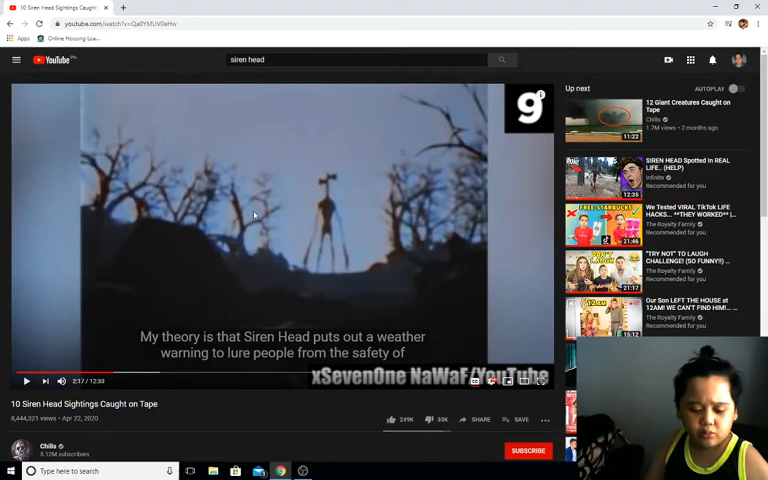 10 Siren Head Sightings Caught
youtube.com/watch?v=Qa0YMUV0eHw
Apps
Online Housing Loa...
YouTube PH
siren head
9
My theory is that Siren Head puts out a weather
warning to lure people from the safety of
xSevenOne NaWaF/YouTube
2:17 / 12:33
10 Siren Head Sightings Caught on Tape
8,444,321 views • Apr 22, 2020
249K
33K
SHARE
SAVE
Chills
5.12M subscribers
SUBSCRIBE
Up next
AUTOPLAY
12 Giant Creatures Caught on
Tape
Chills
1.7M views • 2 months ago
11:22
SIREN HEAD Spotted in REAL
LIFE.. (HELP)
Infinite
Recommended for you
FREE STARBUCKS
We Tested VIRAL TikTok LIFE
HACKS... **THEY WORKED** |...
The Royalty Family
Recommended for you
21:46
DON'T LAUGH
"TRY NOT" TO LAUGH
CHALLENGE! (SO FUNNY!!) ...
The Royalty Family
Recommended for you
21:17
12AM
Our Son LEFT THE HOUSE at
12AM! WE CAN'T FIND HIM!...
The Royalty Family
Recommended for you
15:12
Type here to search